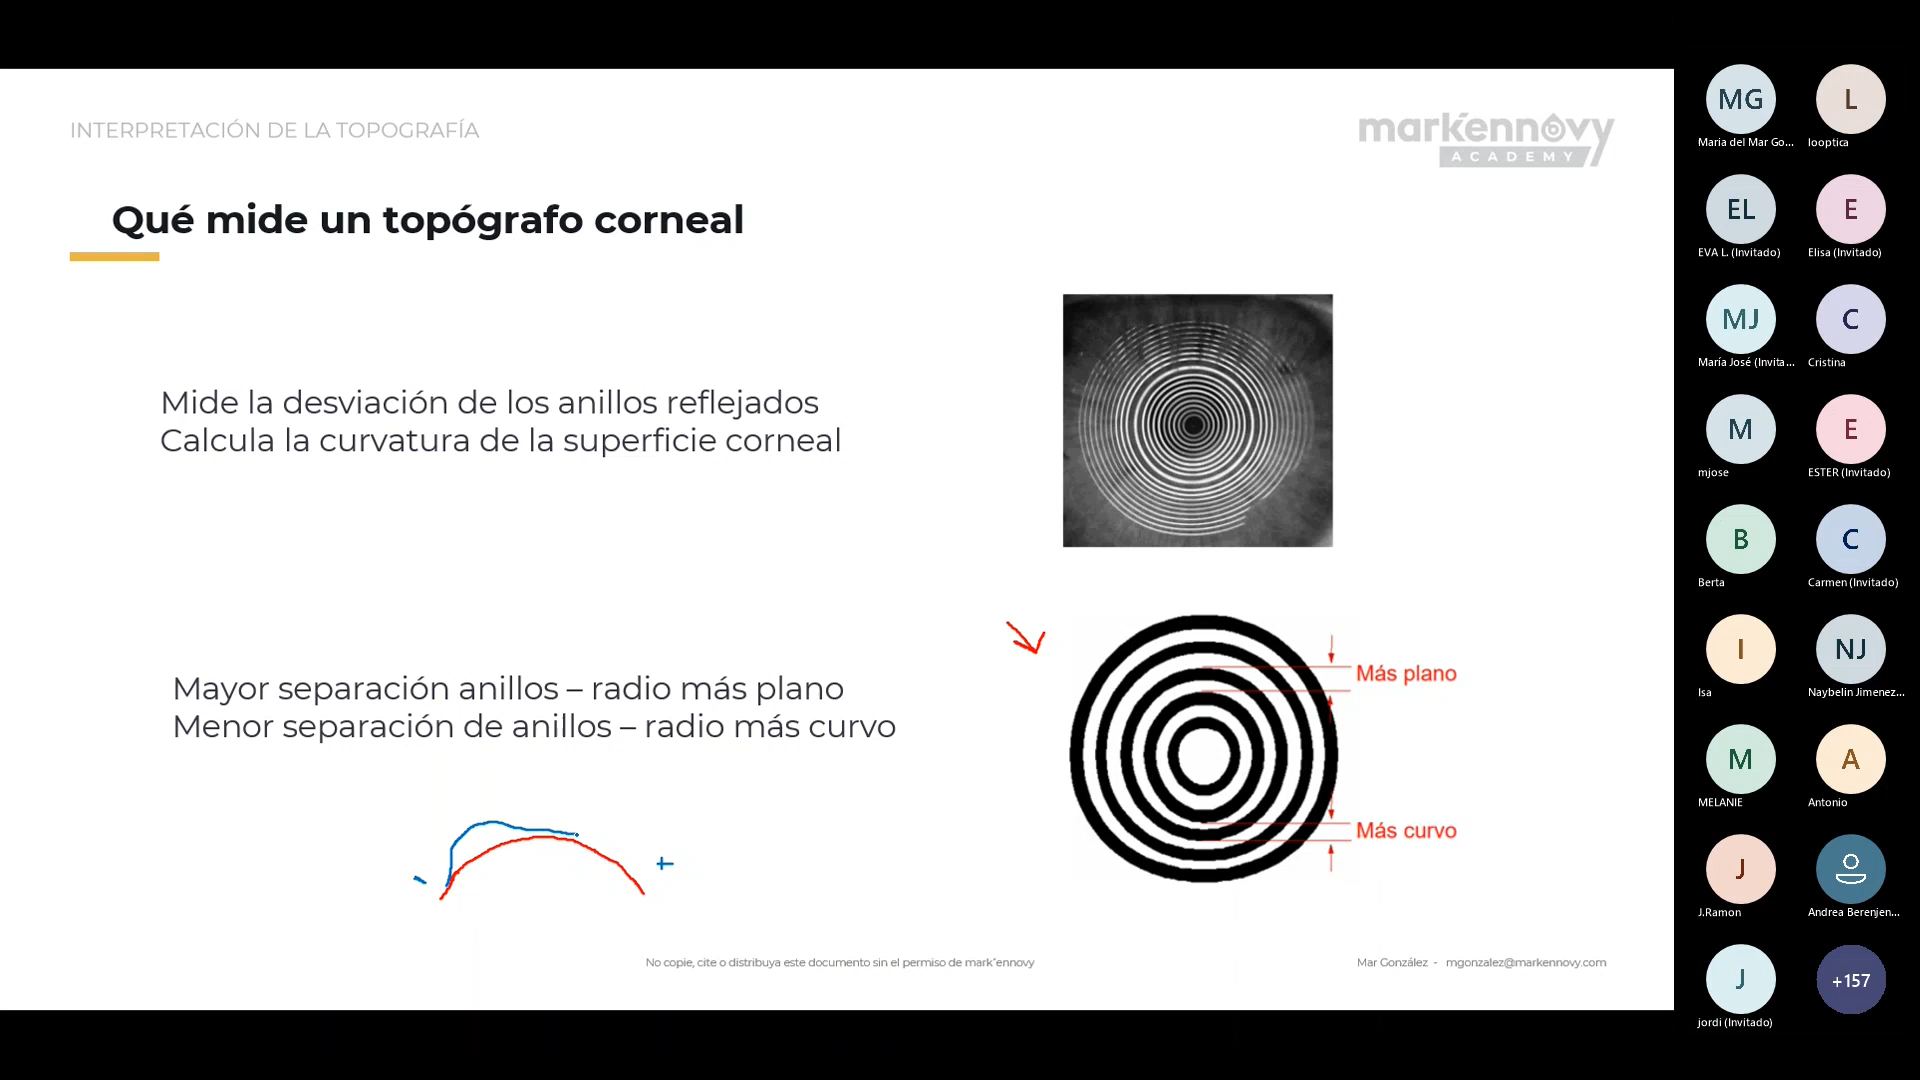 INTERPRETACIÓN DE LA TOPOGRAFÍA
mark'ennovy
ACADEMY
Qué mide un topógrafo corneal
Mide la desviación de los anillos reflejados
Calcula la curvatura de la superficie corneal
Mayor separación anillos – radio más plano
Menor separación de anillos – radio más curvo
Más plano
Más curvo
- +
No copie, cite o distribuya este documento sin el permiso de mark'ennovy
Mar González - mgonzalez@markennovy.com
MG L
Maria del Mar Go... looptica
EL E
EVA L. (Invitado) Elisa (Invitado)
MJ C
María José (Invita... Cristina
M E
mjose ESTER (Invitado)
B C
Berta Carmen (Invitado)
I NJ
Isa Naybelin Jimenez...
M A
MELANIE Antonio
J
J.Ramon Andrea Berenjen...
J +157
jordi (Invitado)